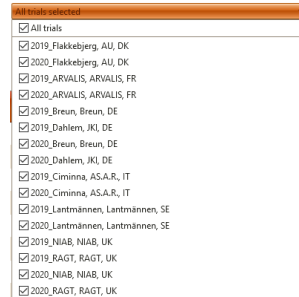 All trials selected
All trials
2019_Flakkebjerg, AU, DK
2020_Flakkebjerg, AU, DK
2019_ARVALIS, ARVALIS, FR
2020_ARVALIS, ARVALIS, FR
2019_Breun, Breun, DE
2019_Dahlem, JKI, DE
2020_Breun, Breun, DE
2020_Dahlem, JKI, DE
2019_Ciminna, AS.A.R., IT
2020_Ciminna, AS.A.R., IT
2019_Lantmännen, Lantmännen, SE
2020_Lantmännen, Lantmännen, SE
2019_NIAB, NIAB, UK
2019_RAGT, RAGT, UK
2020_NIAB, NIAB, UK
2020_RAGT, RAGT, UK